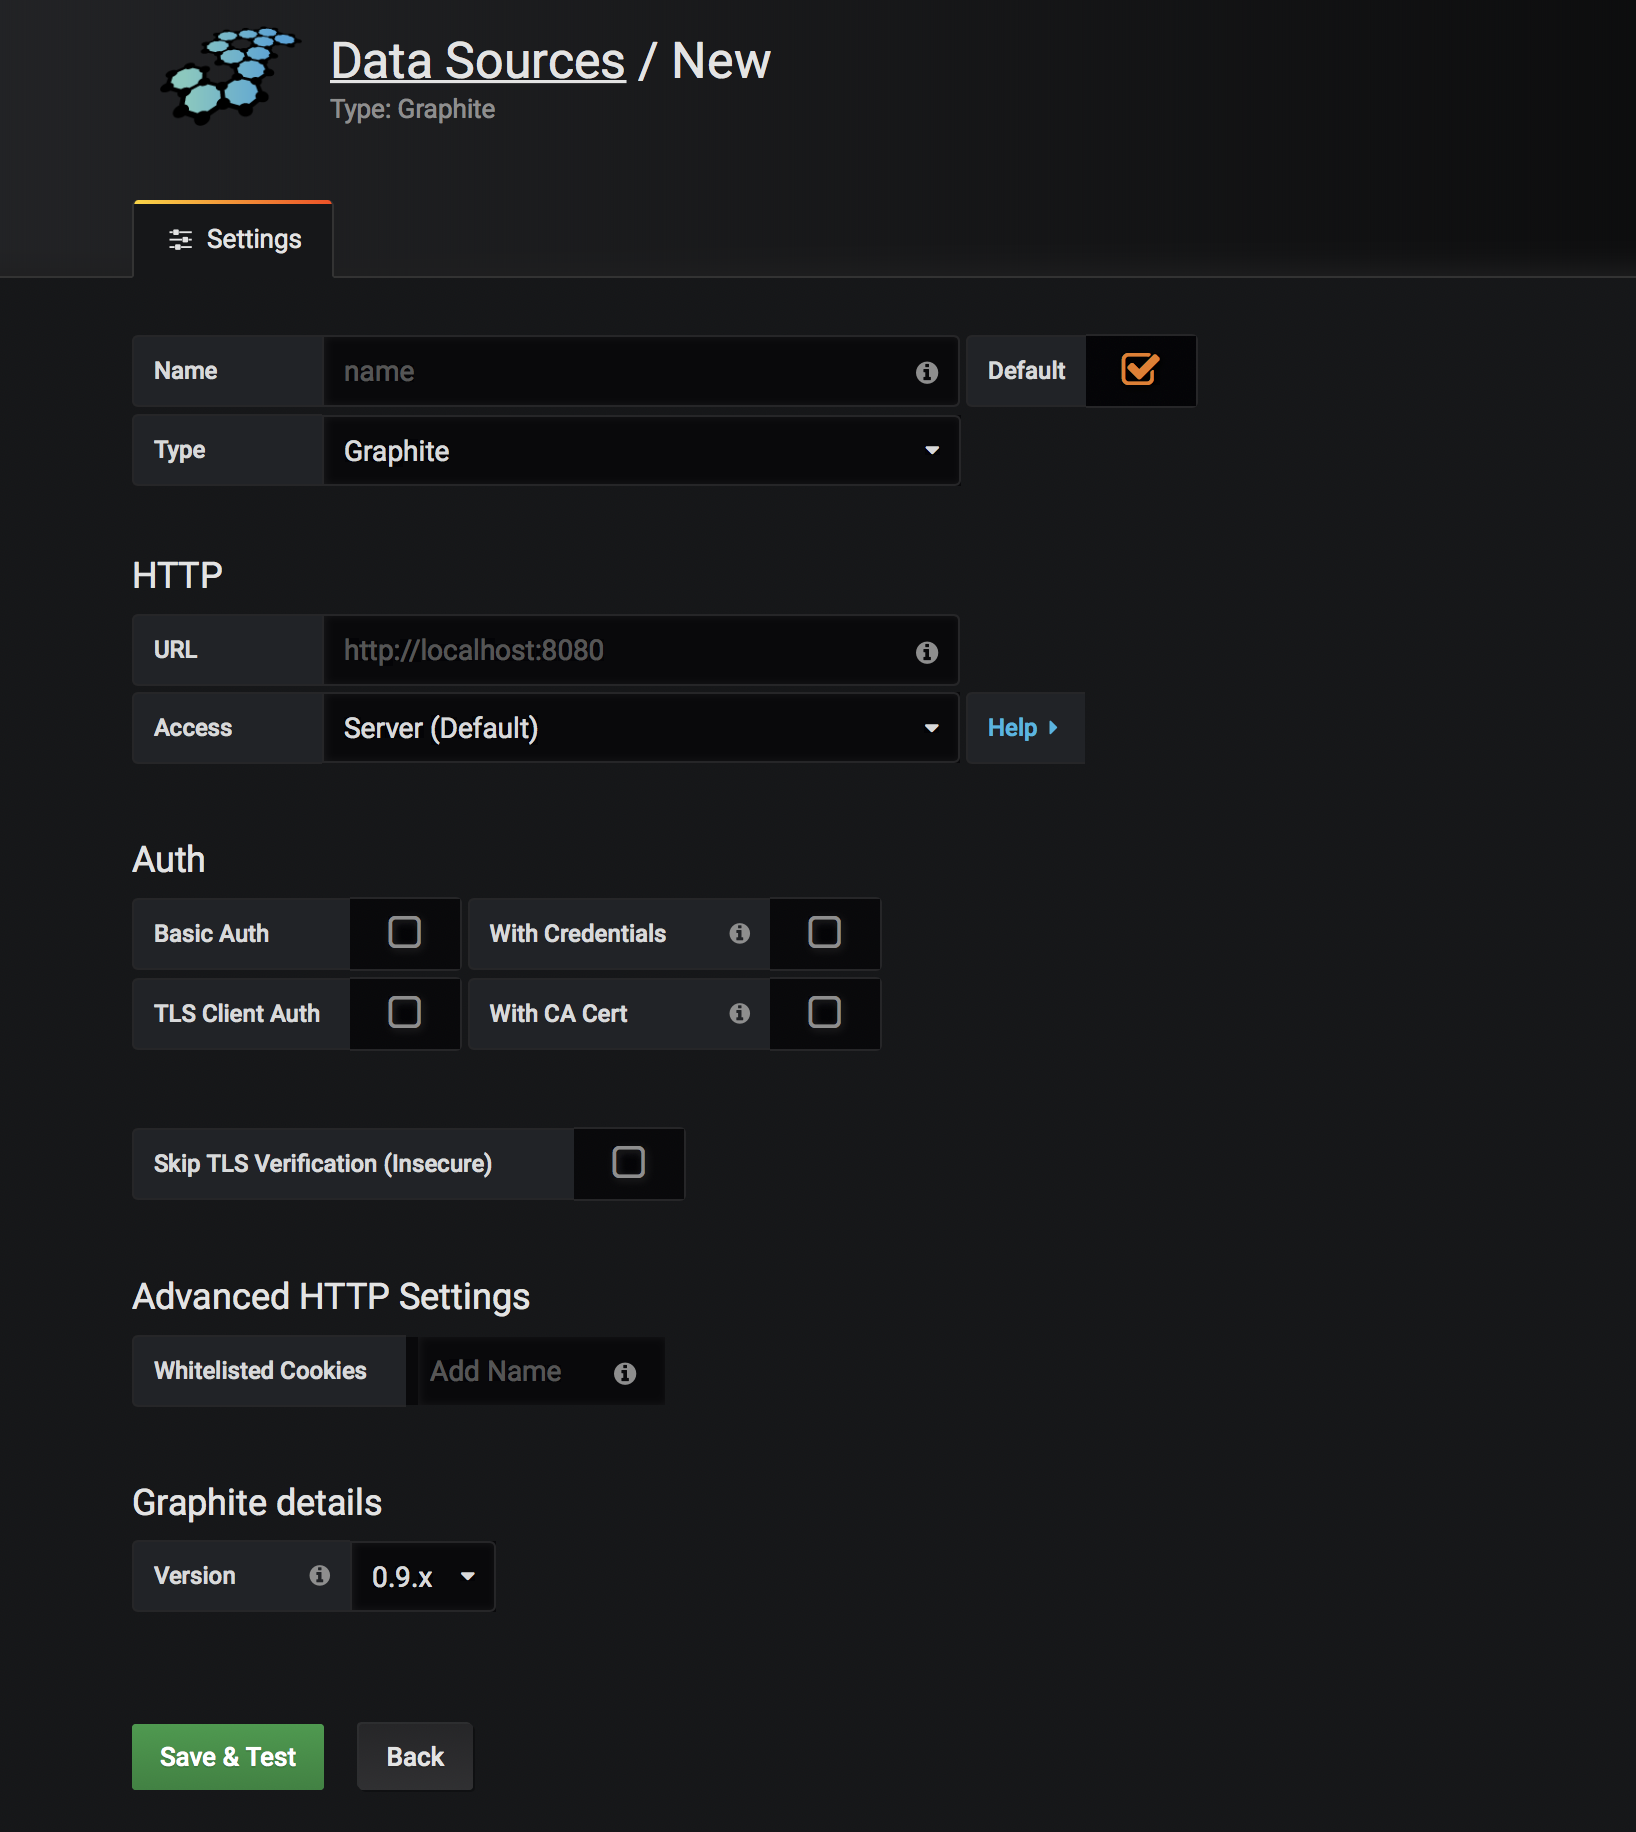 Data Sources / New
Type: Graphite
Settings
Name name Default
Type Graphite
HTTP
URL http://localhost:8080
Access Server (Default) Help
Auth
Basic Auth With Credentials
TLS Client Auth With CA Cert
Skip TLS Verification (Insecure)
Advanced HTTP Settings
Whitelisted Cookies Add Name
Graphite details
Version 0.9.x
Save & Test Back